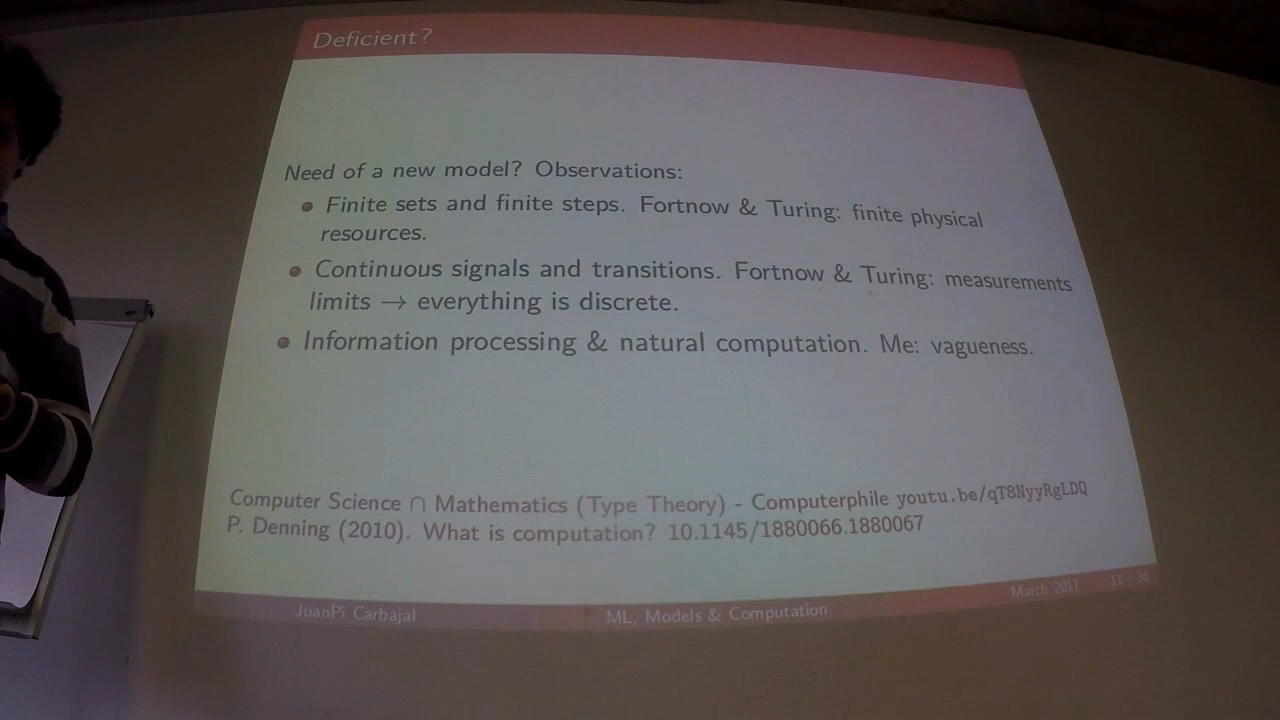 Deficient?
Need of a new model? Observations:
• Finite sets and finite steps. Fortnow & Turing: finite physical
resources.
• Continuous signals and transitions. Fortnow & Turing: measurements
limits → everything is discrete.
• Information processing & natural computation. Me: vagueness.
Computer Science ∩ Mathematics (Type Theory) - Computerphile youtu.be/qT8NyyRgLDQ
P. Denning (2010). What is computation? 10.1145/1880066.1880067
JuanPi Carbajal ML, Models & Computation March 2017 11 / 36